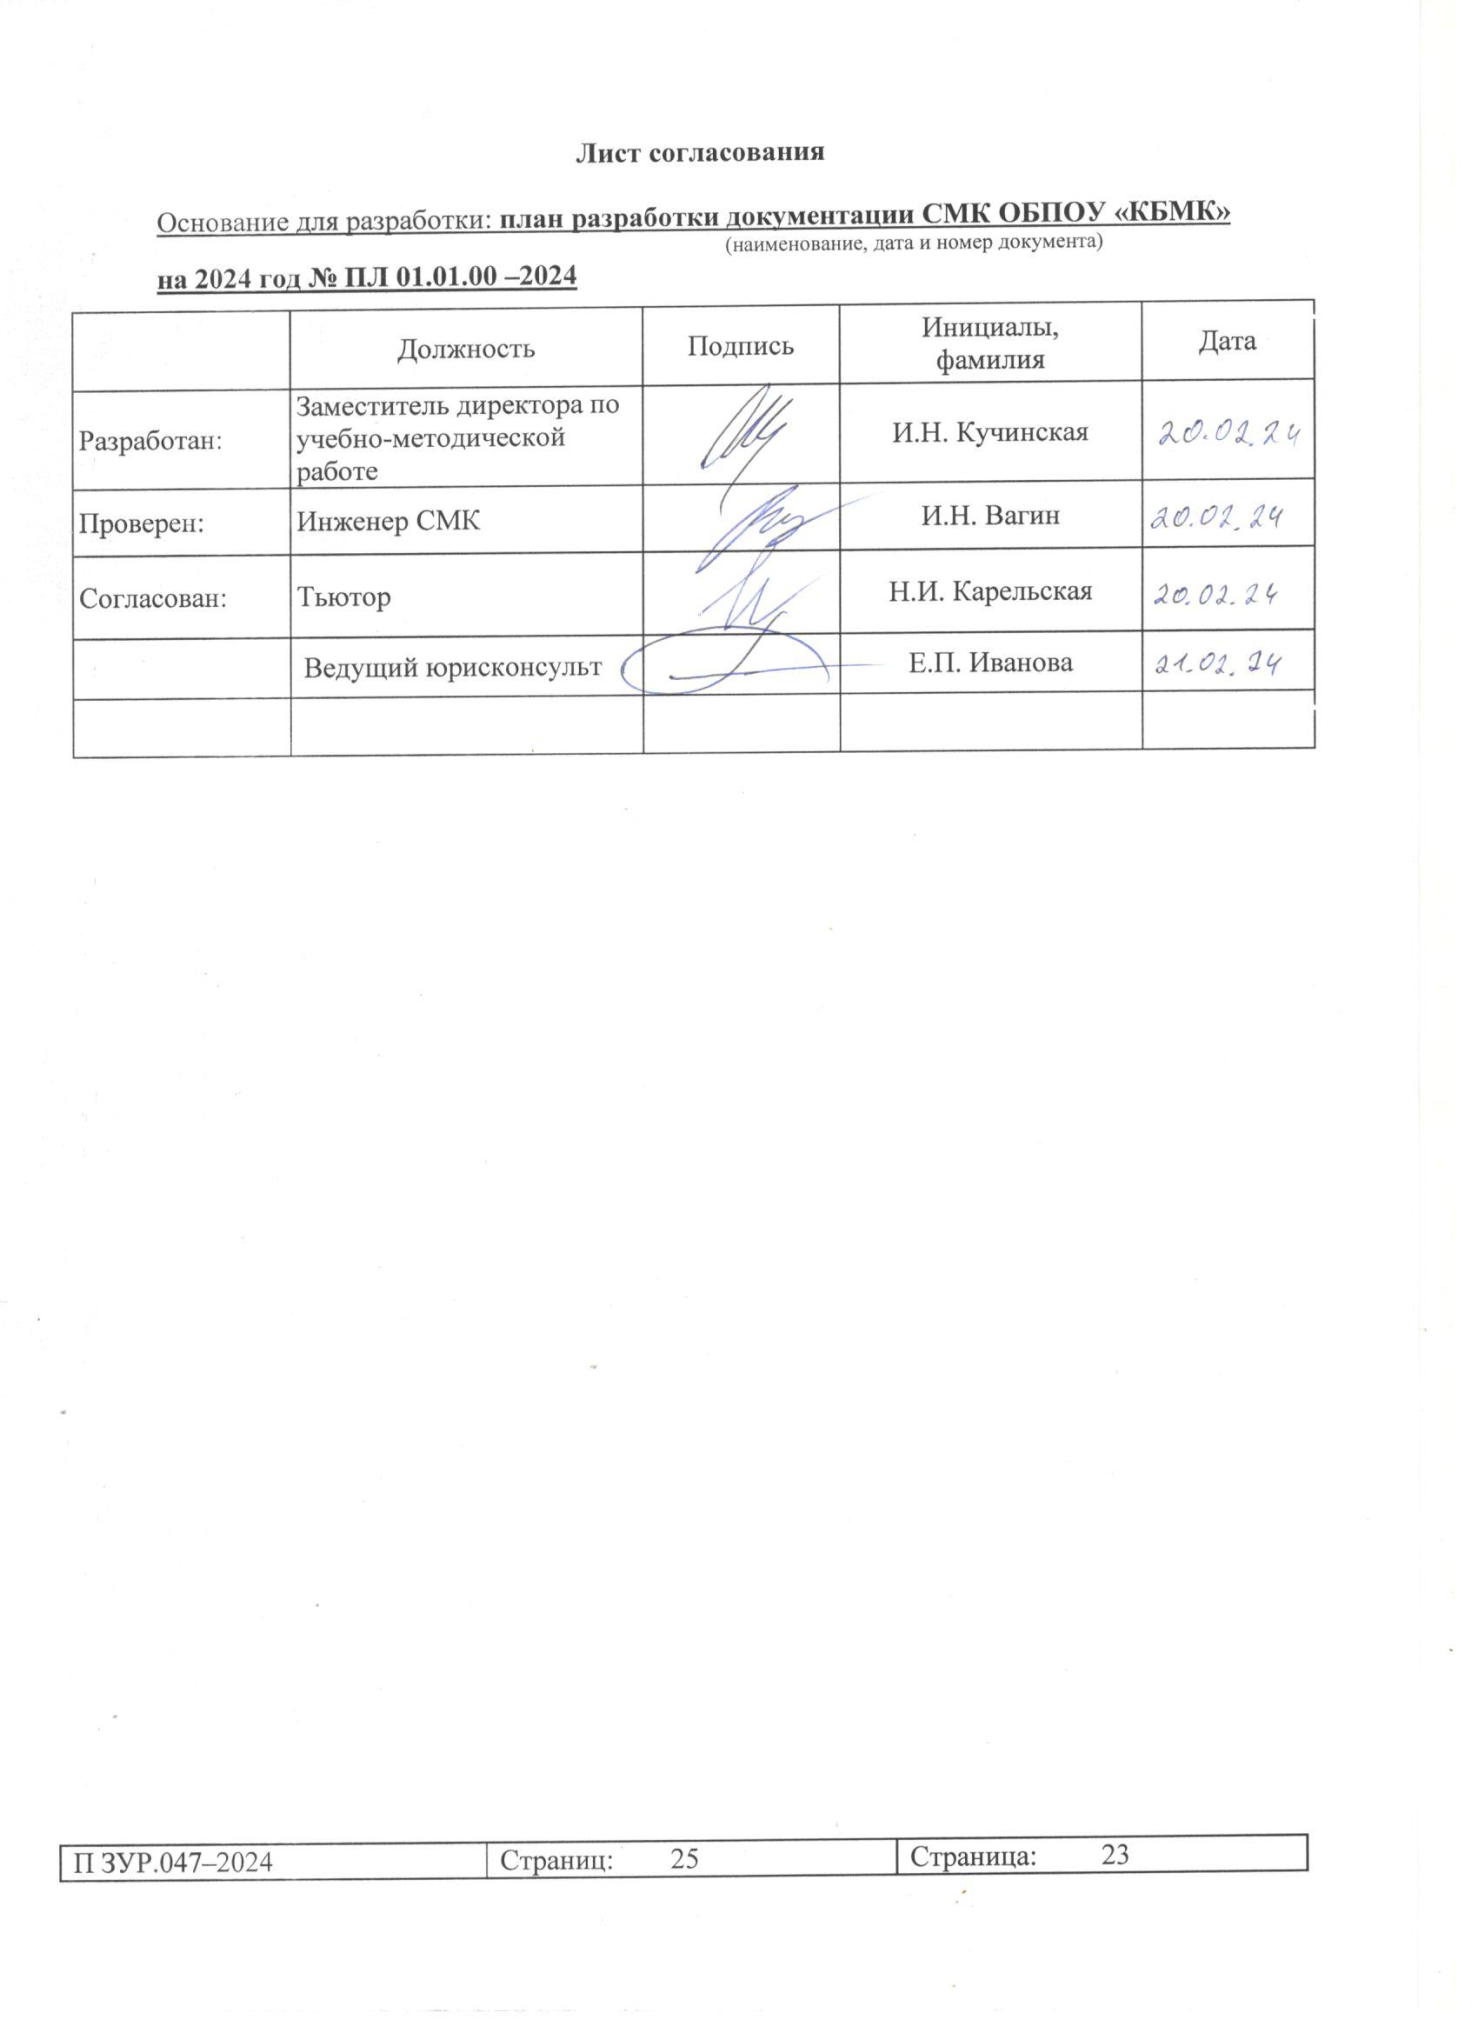 Лист согласования
Основание для разработки: план разработки документации СМК ОБПОУ «КБМК»
(наименование, дата и номер документа)
на 2024 год № ПЛ 01.01.00 –2024
Должность Подпись Инициалы, Дата
фамилия
Заместитель директора по
Разработан: учебно-методической И.Н. Кучинская 20.02.24
работе
Проверен: Инженер СМК И.Н. Вагин 20.02.24
Согласован: Тьютор Н.И. Карельская 20.02.24
Ведущий юрисконсульт Е.П. Иванова 21.02.24
П ЗУР.047–2024 Страниц: 25 Страница: 23